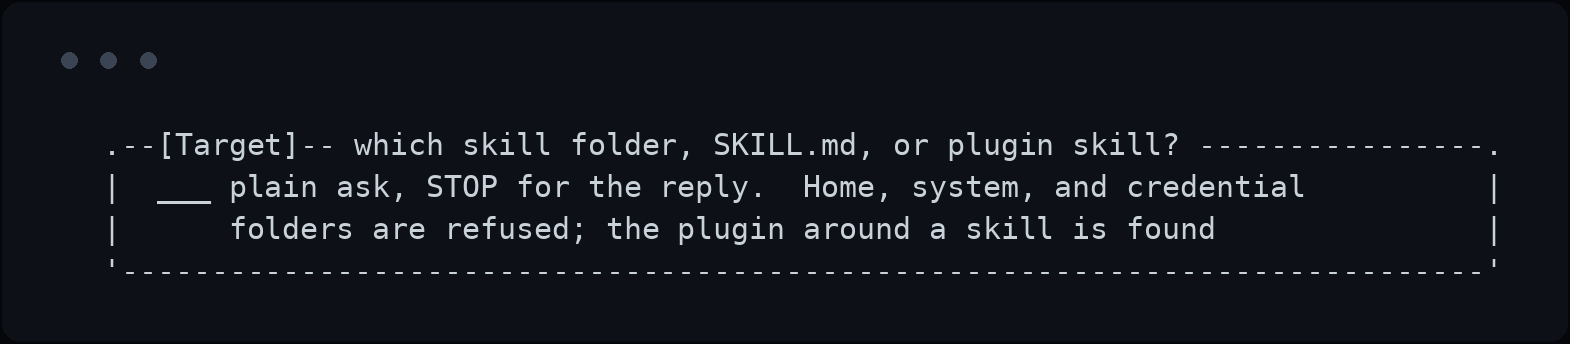 .--[Target]-- which skill folder, SKILL.md, or plugin skill? ----------------.
|  ___ plain ask, STOP for the reply.  Home, system, and credential          |
|      folders are refused; the plugin around a skill is found               |
'----------------------------------------------------------------------------'